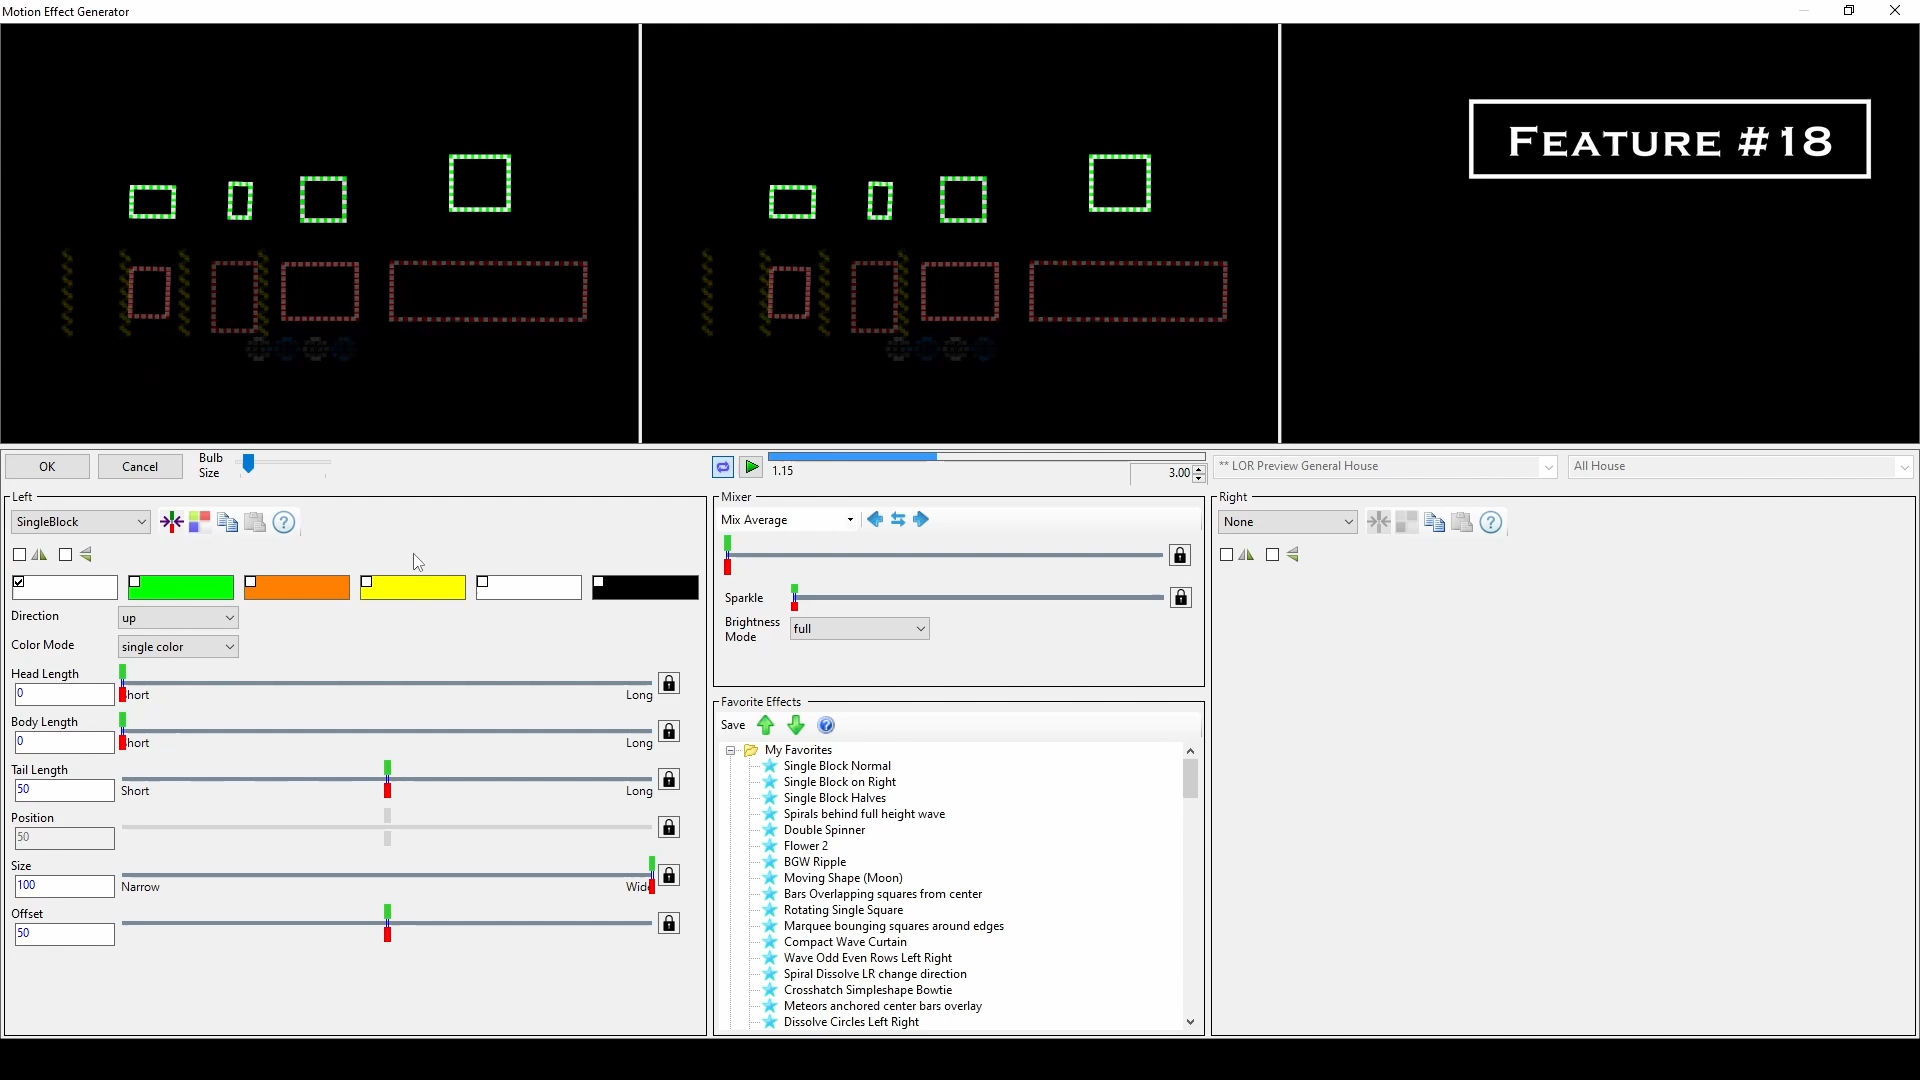 Motion Effect Generator
FEATURE #18
OK
Cancel
Bulb
Size
1.15
3.00
** LOR Preview General House
All House
Left
SingleBlock
Direction
up
Color Mode
single color
Head Length
0
hort
Long
Body Length
0
hort
Long
Tail Length
50
Short
Long
Position
50
Size
100
Narrow
Wide
Offset
50
Mixer
Mix Average
Sparkle
Brightness
Mode
full
Favorite Effects
Save
My Favorites
Single Block Normal
Single Block on Right
Single Block Halves
Spirals behind full height wave
Double Spinner
Flower 2
BGW Ripple
Moving Shape (Moon)
Bars Overlapping squares from center
Rotating Single Square
Marquee bounging squares around edges
Compact Wave Curtain
Wave Odd Even Rows Left Right
Spiral Dissolve LR change direction
Crosshatch Simpleshape Bowtie
Meteors anchored center bars overlay
Dissolve Circles Left Right
Right
None